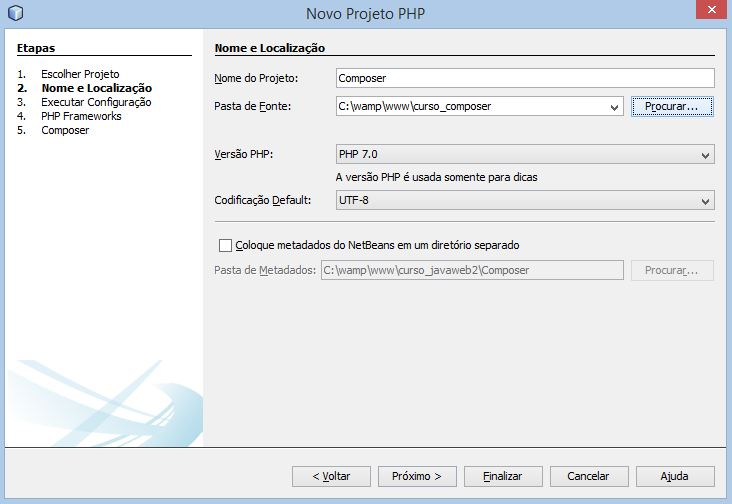 Novo Projeto PHP
Etapas
1. Escolher Projeto
2. Nome e Localização
3. Executar Configuração
4. PHP Frameworks
5. Composer
Nome e Localização
Nome do Projeto: Composer
Pasta de Fonte: C:\wamp\www\curso_composer Procurar...
Versão PHP: PHP 7.0
A versão PHP é usada somente para dicas
Codificação Default: UTF-8
Coloque metadados do NetBeans em um diretório separado
Pasta de Metadados: C:\wamp\www\curso_javaweb2\Composer Procurar...
< Voltar Próximo > Finalizar Cancelar Ajuda